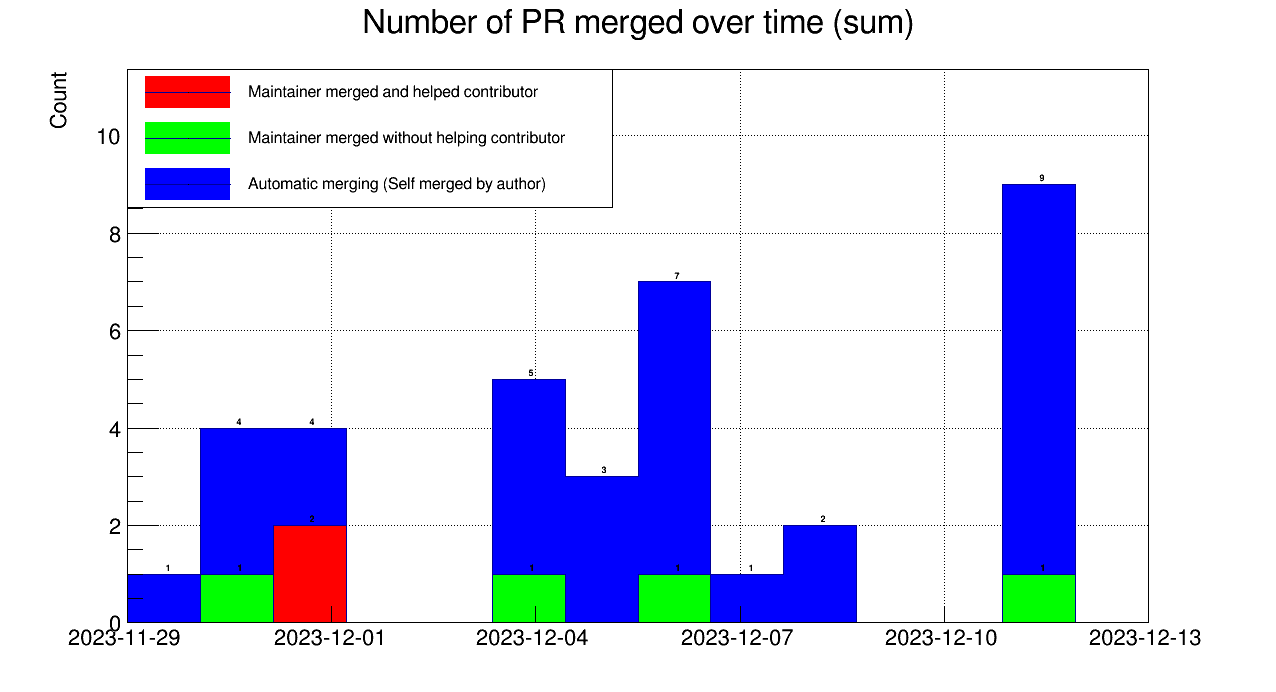 Number of PR merged over time (sum)
Count
Maintainer merged and helped contributor
Maintainer merged without helping contributor
Automatic merging (Self merged by author)
10
8
6
4
2
0
9
7
5
4 4
3
2 2
1 1 1 1 1 1
2023-11-29 2023-12-01 2023-12-04 2023-12-07 2023-12-10 2023-12-13